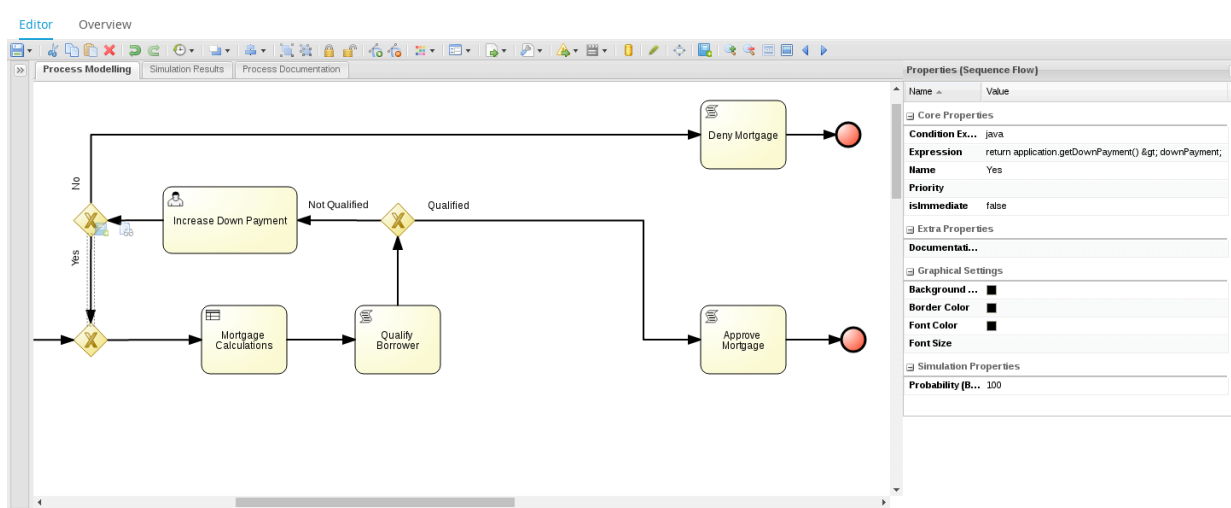 Editor Overview
Process Modelling Simulation Results Process Documentation
Properties (Sequence Flow)
Name Value
Core Properties
Condition Ex... java
Expression return application.getDownPayment() &gt; downPayment;
Name Yes
Priority
isImmediate false
Extra Properties
Documentati...
Graphical Settings
Background ...
Border Color
Font Color
Font Size
Simulation Properties
Probability (B... 100
Deny Mortgage
No
Increase Down Payment
Not Qualified
Qualified
Yes
Mortgage
Calculations
Qualify
Borrower
Approve
Mortgage